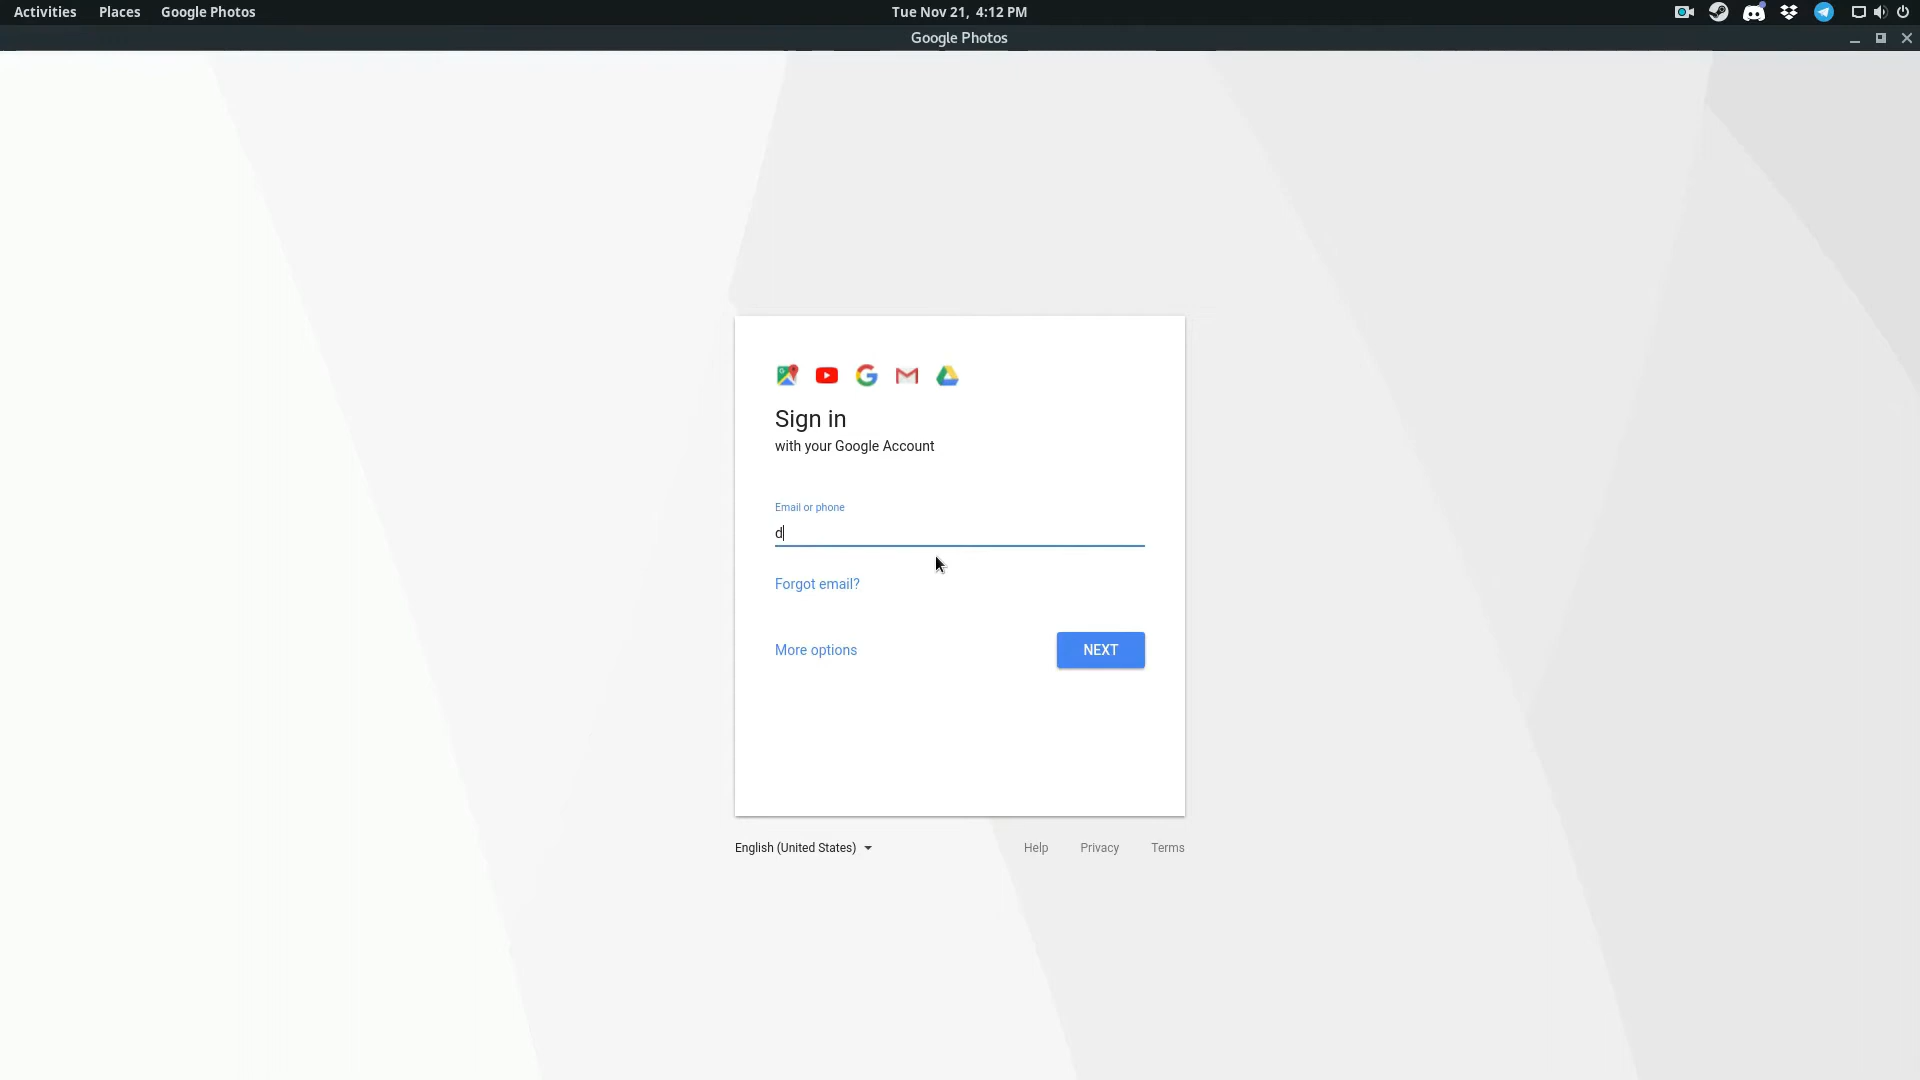 Activities Places Google Photos Tue Nov 21, 4:12 PM
Google Photos
Sign in
with your Google Account
Email or phone
d
Forgot email?
More options NEXT
English (United States) Help Privacy Terms